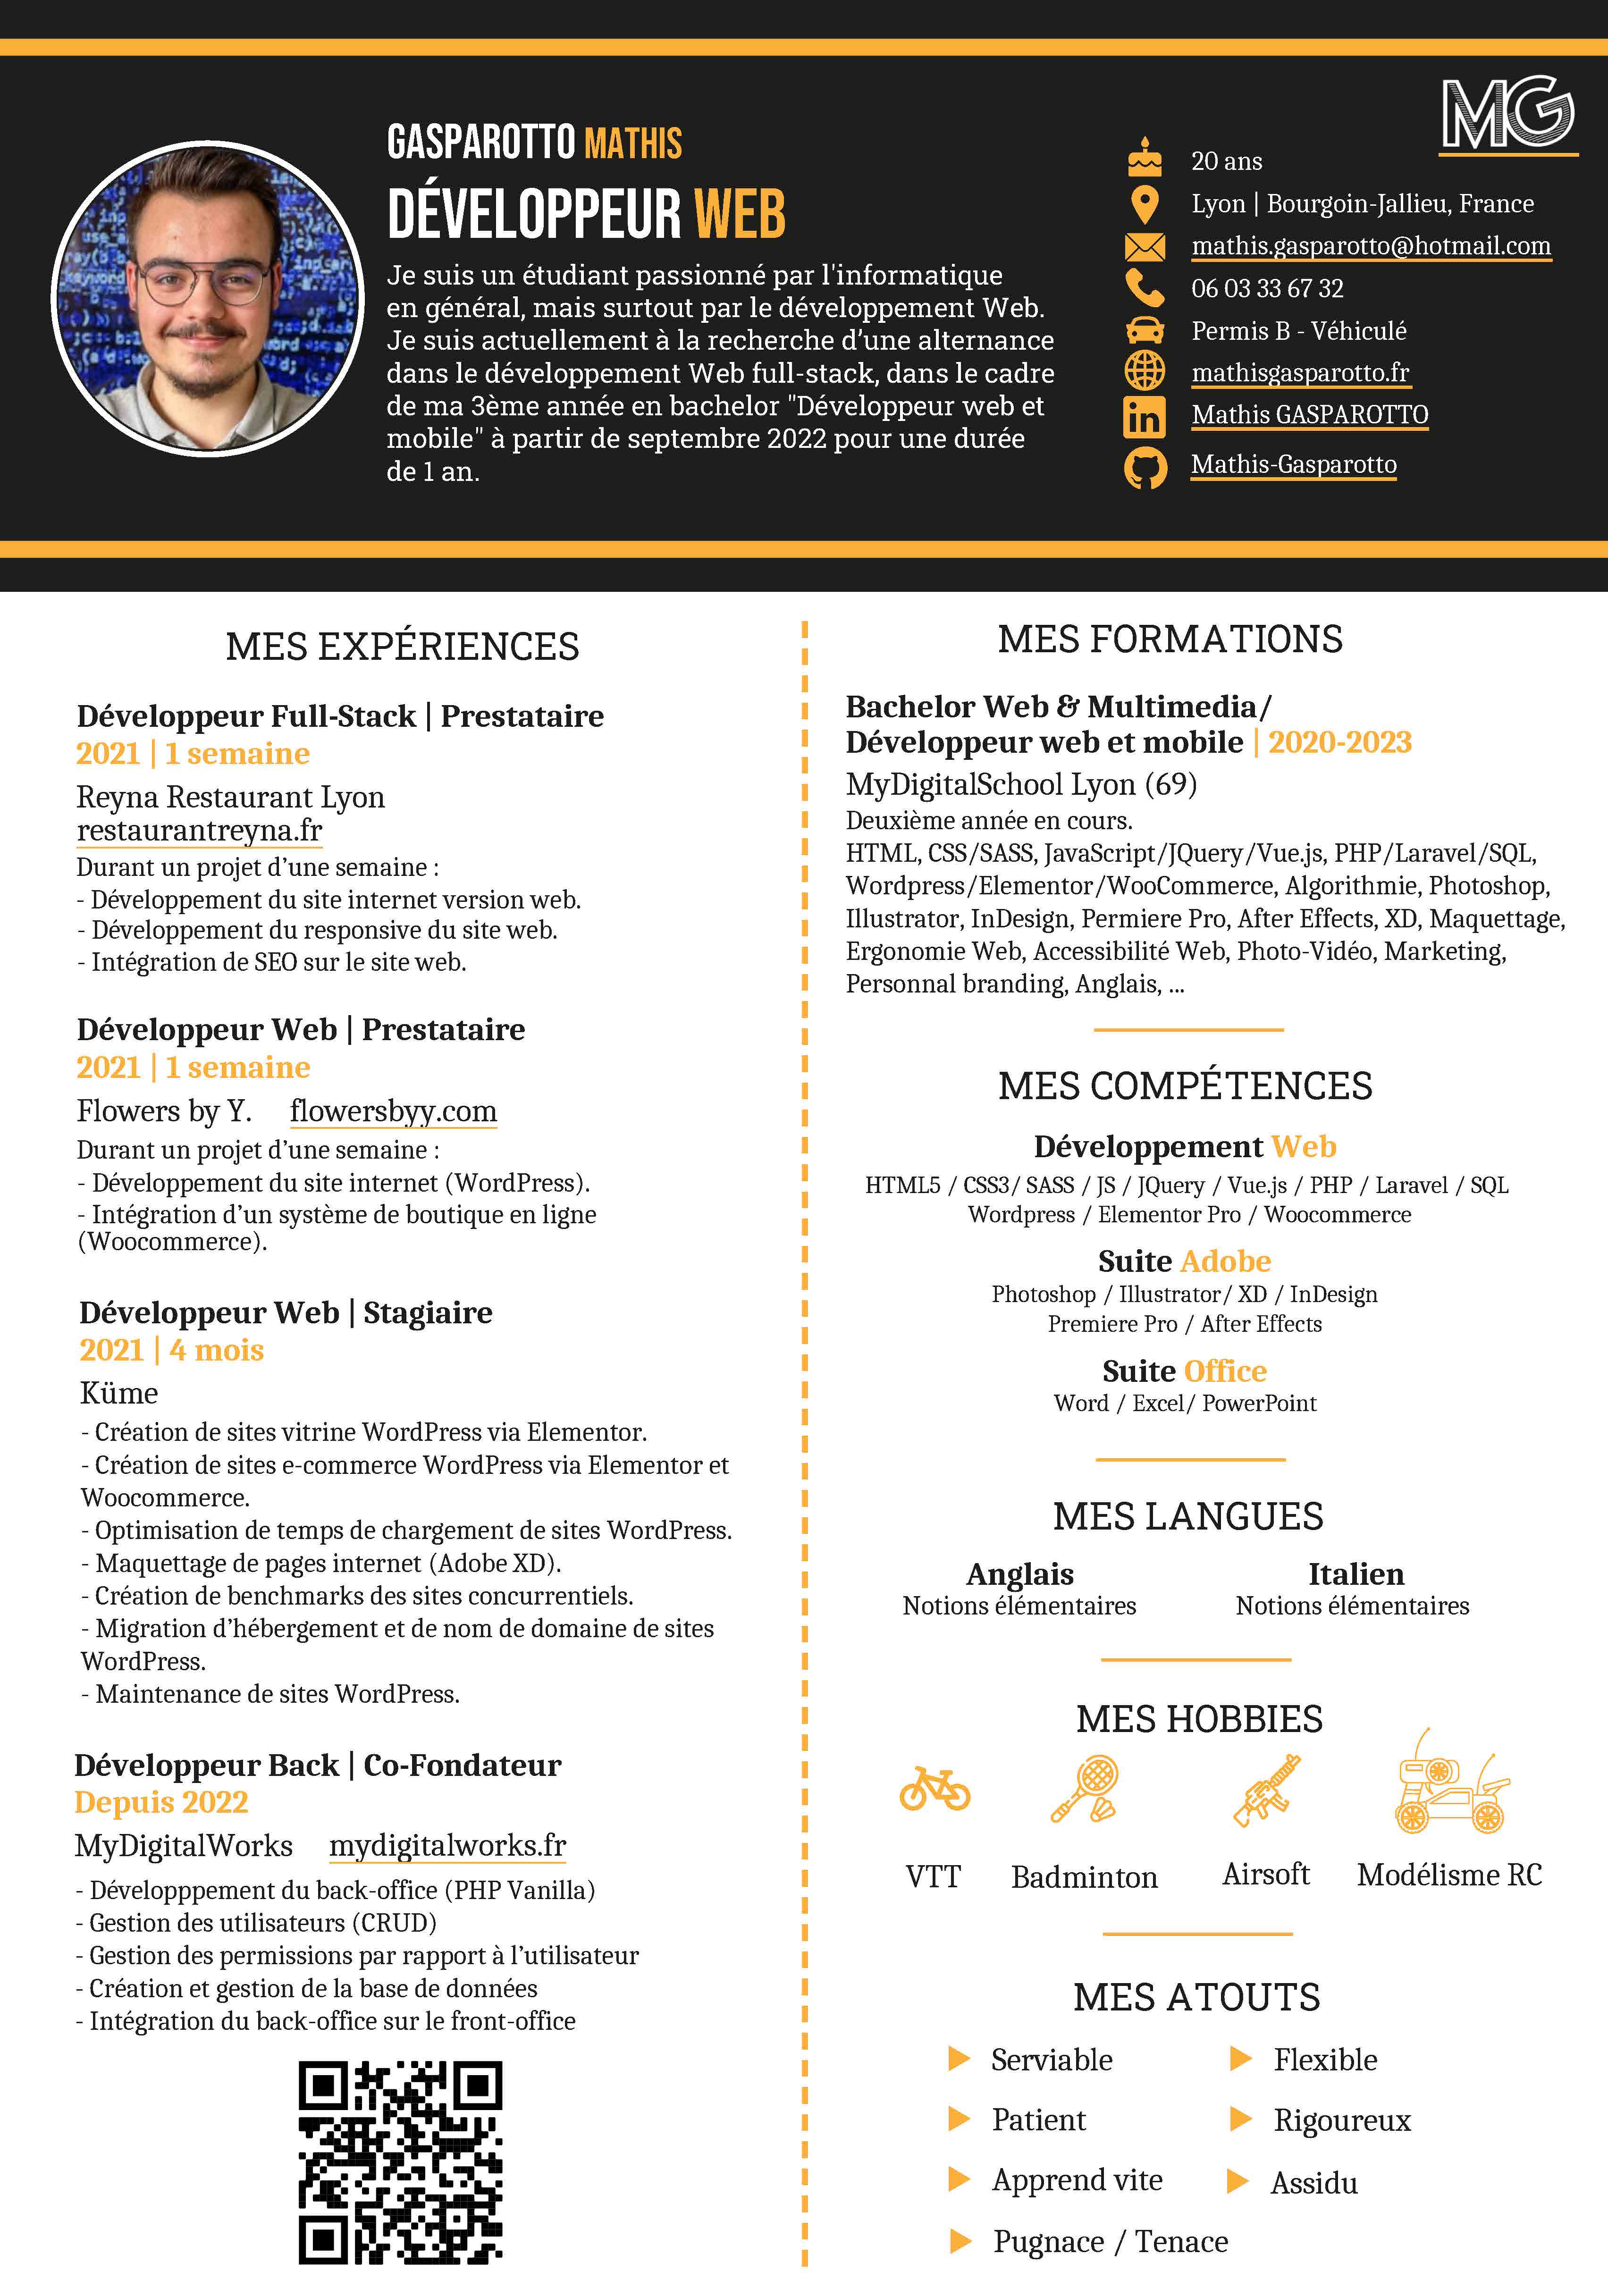 MG
GASPAROTTO MATHIS
DÉVELOPPEUR WEB
Je suis un étudiant passionné par l'informatique
en général, mais surtout par le développement Web.
Je suis actuellement à la recherche d’une alternance
dans le développement Web full-stack, dans le cadre
de ma 3ème année en bachelor "Développeur web et
mobile" à partir de septembre 2022 pour une durée
de 1 an.
20 ans
Lyon | Bourgoin-Jallieu, France
mathis.gasparotto@hotmail.com
06 03 33 67 32
Permis B - Véhiculé
mathisgasparotto.fr
in
Mathis GASPAROTTO
Mathis-Gasparotto
MES EXPÉRIENCES
Développeur Full-Stack | Prestataire
2021 | 1 semaine
Reyna Restaurant Lyon
restaurantreyna.fr
Durant un projet d’une semaine :
- Développement du site internet version web.
- Développement du responsive du site web.
- Intégration de SEO sur le site web.
Développeur Web | Prestataire
2021 | 1 semaine
Flowers by Y. flowersbyy.com
Durant un projet d’une semaine :
- Développement du site internet (WordPress).
- Intégration d’un système de boutique en ligne
(Woocommerce).
Développeur Web | Stagiaire
2021 | 4 mois
Küme
- Création de sites vitrine WordPress via Elementor.
- Création de sites e-commerce WordPress via Elementor et
Woocommerce.
- Optimisation de temps de chargement de sites WordPress.
- Maquettage de pages internet (Adobe XD).
- Création de benchmarks des sites concurrentiels.
- Migration d’hébergement et de nom de domaine de sites
WordPress.
- Maintenance de sites WordPress.
Développeur Back | Co-Fondateur
Depuis 2022
MyDigitalWorks mydigitalworks.fr
- Développpement du back-office (PHP Vanilla)
- Gestion des utilisateurs (CRUD)
- Gestion des permissions par rapport à l’utilisateur
- Création et gestion de la base de données
- Intégration du back-office sur le front-office
MES FORMATIONS
Bachelor Web & Multimedia/
Développeur web et mobile | 2020-2023
MyDigitalSchool Lyon (69)
Deuxième année en cours.
HTML, CSS/SASS, JavaScript/JQuery/Vue.js, PHP/Laravel/SQL,
Wordpress/Elementor/WooCommerce, Algorithmie, Photoshop,
Illustrator, InDesign, Permiere Pro, After Effects, XD, Maquettage,
Ergonomie Web, Accessibilité Web, Photo-Vidéo, Marketing,
Personnal branding, Anglais, ...
MES COMPÉTENCES
Développement Web
HTML5 / CSS3/ SASS / JS / JQuery / Vue.js / PHP / Laravel / SQL
Wordpress / Elementor Pro / Woocommerce
Suite Adobe
Photoshop / Illustrator/ XD / InDesign
Premiere Pro / After Effects
Suite Office
Word / Excel/ PowerPoint
MES LANGUES
Anglais Italien
Notions élémentaires Notions élémentaires
MES HOBBIES
VTT Badminton Airsoft Modélisme RC
MES ATOUTS
Serviable Flexible
Patient Rigoureux
Apprend vite Assidu
Pugnace / Tenace